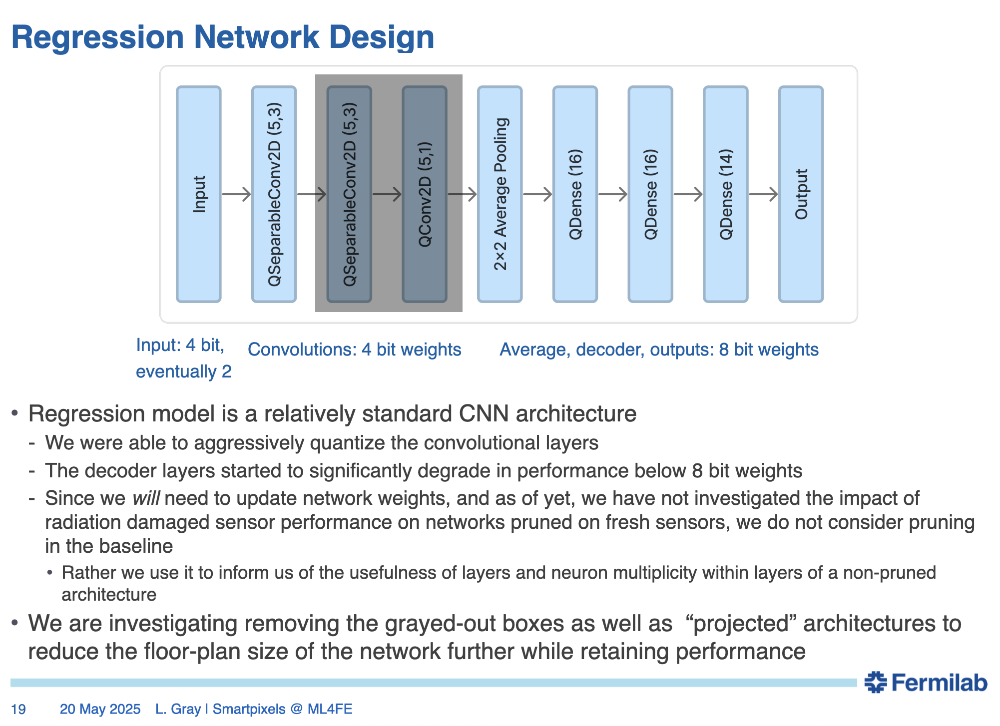 Regression Network Design
Input
QSeparableConv2D (5,3)
QSeparableConv2D (5,3)
QConv2D (5,1)
2×2 Average Pooling
QDense (16)
QDense (16)
QDense (14)
Output
Input: 4 bit,
eventually 2
Convolutions: 4 bit weights
Average, decoder, outputs: 8 bit weights
• Regression model is a relatively standard CNN architecture
- We were able to aggressively quantize the convolutional layers
- The decoder layers started to significantly degrade in performance below 8 bit weights
- Since we will need to update network weights, and as of yet, we have not investigated the impact of
radiation damaged sensor performance on networks pruned on fresh sensors, we do not consider pruning
in the baseline
• Rather we use it to inform us of the usefulness of layers and neuron multiplicity within layers of a non-pruned
architecture
• We are investigating removing the grayed-out boxes as well as “projected” architectures to
reduce the floor-plan size of the network further while retaining performance
Fermilab
19 20 May 2025 L. Gray | Smartpixels @ ML4FE